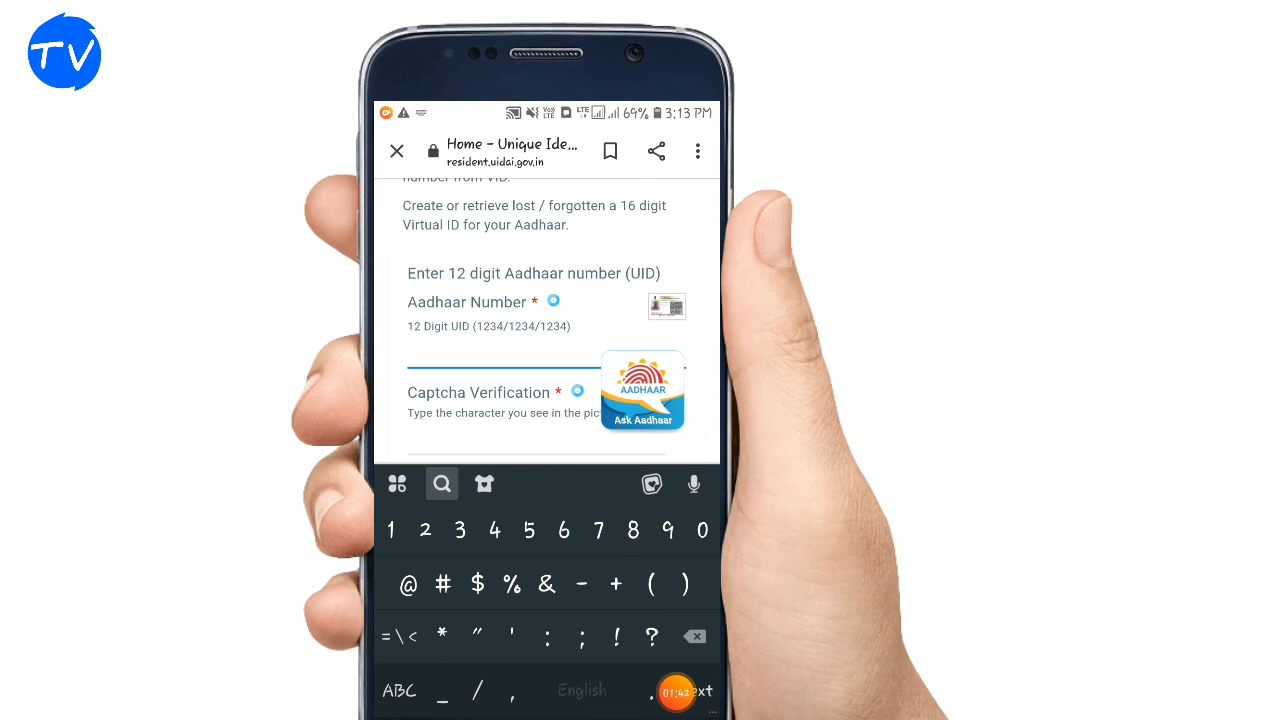 TV
LTE 69% 3:13 PM
Home - Unique Ide...
resident.uidai.gov.in
number from VID.
Create or retrieve lost / forgotten a 16 digit
Virtual ID for your Aadhaar.
Enter 12 digit Aadhaar number (UID)
Aadhaar Number *
12 Digit UID (1234/1234/1234)
AADHAAR
Captcha Verification *
Type the character you see in the pic
Ask Aadhaar
1 2 3 4 5 6 7 8 9 0
@ # $ % & - + ( )
=\< * " ' : ; ! ?
ABC _ / , English . ext
01:42